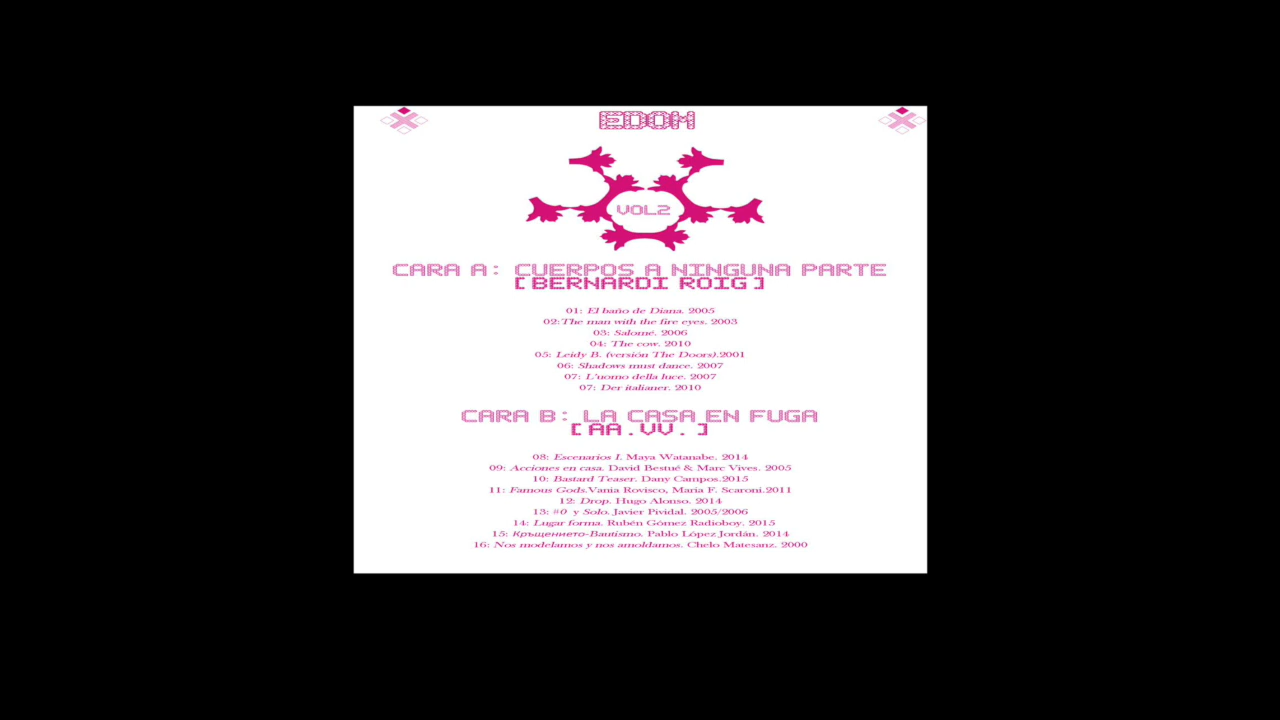 EDOM
VOL2
CARA A: CUERPOS A NINGUNA PARTE
[BERNARDI ROIG]
01: El baño de Diana. 2005
02:The man with the fire eyes. 2003
03: Salomé. 2006
04: The cow. 2010
05: Leidy B. (versión The Doors).2001
06: Shadows must dance. 2007
07: L'uomo della luce. 2007
07: Der italianer. 2010
CARA B: LA CASA EN FUGA
[AA.VV.]
08: Escenarios I. Maya Watanabe. 2014
09: Acciones en casa. David Bestué & Marc Vives. 2005
10: Bastard Teaser. Dany Campos.2015
11: Famous Gods.Vania Rovisco, Maria F. Scaroni.2011
12: Drop. Hugo Alonso. 2014
13: #0 y Solo. Javier Pividal. 2005/2006
14: Lugar forma. Rubén Gómez Radioboy. 2015
15: Кръщението-Bautismo. Pablo López Jordán. 2014
16: Nos modelamos y nos amoldamos. Chelo Matesanz. 2000